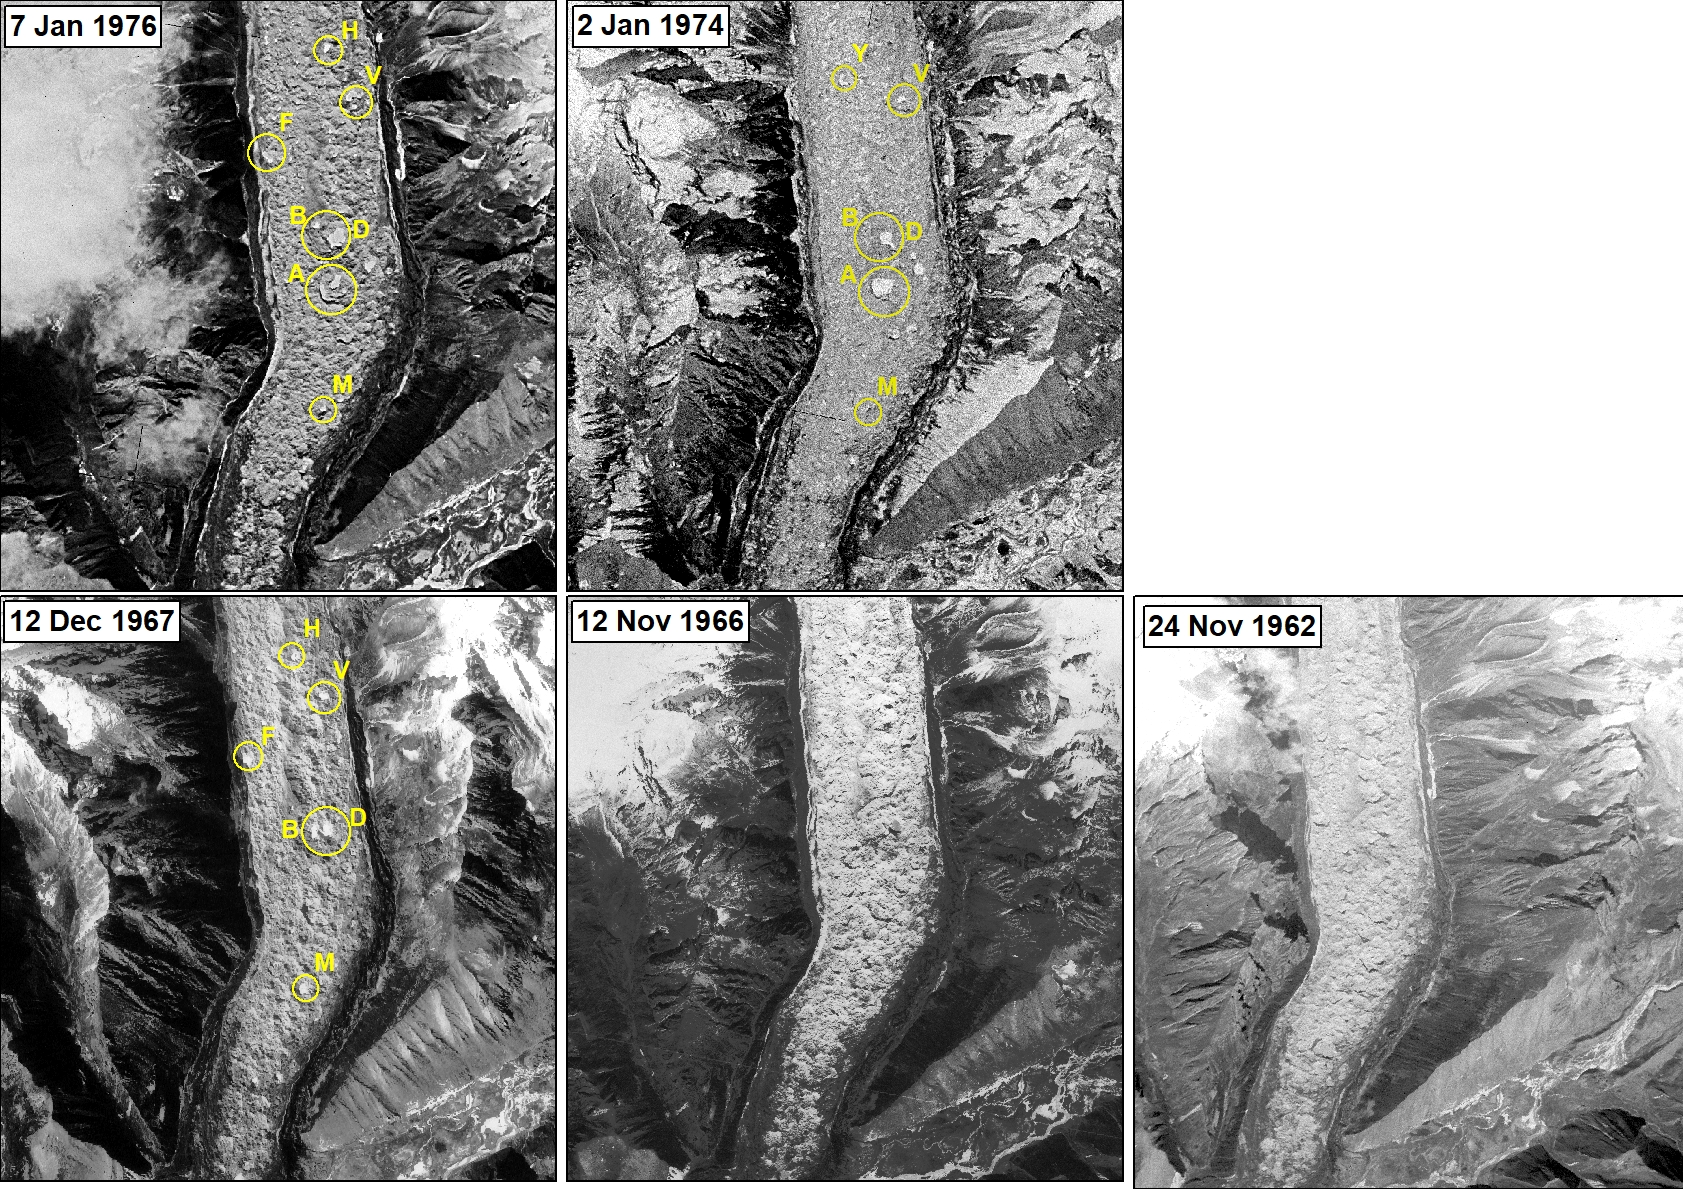 7 Jan 1976
H
V
F
B
D
A
M
2 Jan 1974
Y
V
B
D
A
M
12 Dec 1967
H
V
F
B
D
M
12 Nov 1966
24 Nov 1962